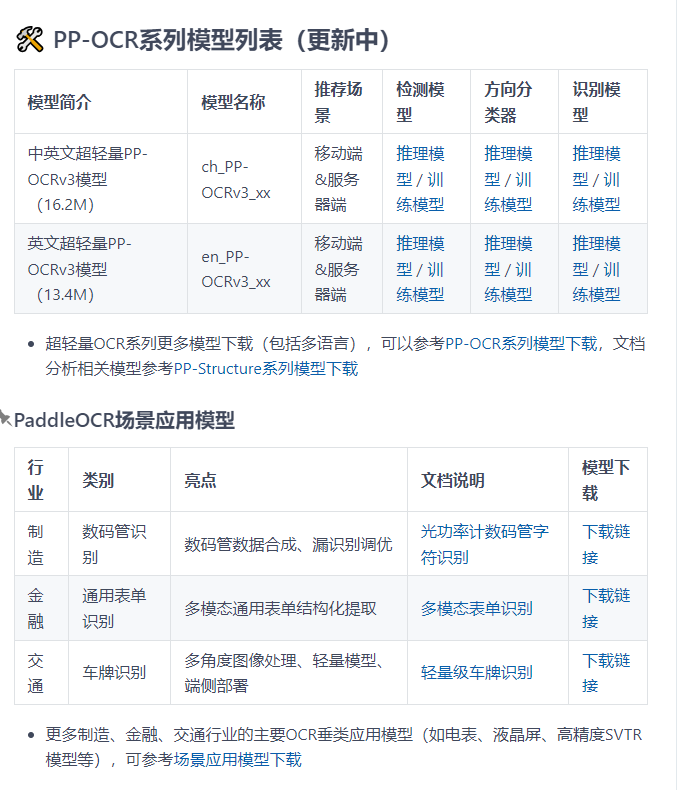 PP-OCR系列模型列表（更新中）
模型简介 模型名称 推荐场景 检测模型 方向分类器 识别模型
中英文超轻量PP-OCRv3模型（16.2M） ch_PP-OCRv3_xx 移动端&服务器端 推理模型 / 训练模型 推理模型 / 训练模型 推理模型 / 训练模型
英文超轻量PP-OCRv3模型（13.4M） en_PP-OCRv3_xx 移动端&服务器端 推理模型 / 训练模型 推理模型 / 训练模型 推理模型 / 训练模型
• 超轻量OCR系列更多模型下载（包括多语言），可以参考PP-OCR系列模型下载，文档
分析相关模型参考PP-Structure系列模型下载
PaddleOCR场景应用模型
行业 类别 亮点 文档说明 模型下载
制造 数码管识别 数码管数据合成、漏识别调优 光功率计数码管字符识别 下载链接
金融 通用表单识别 多模态通用表单结构化提取 多模态表单识别 下载链接
交通 车牌识别 多角度图像处理、轻量模型、端侧部署 轻量级车牌识别 下载链接
• 更多制造、金融、交通行业的主要OCR垂类应用模型（如电表、液晶屏、高精度SVTR
模型等），可参考场景应用模型下载